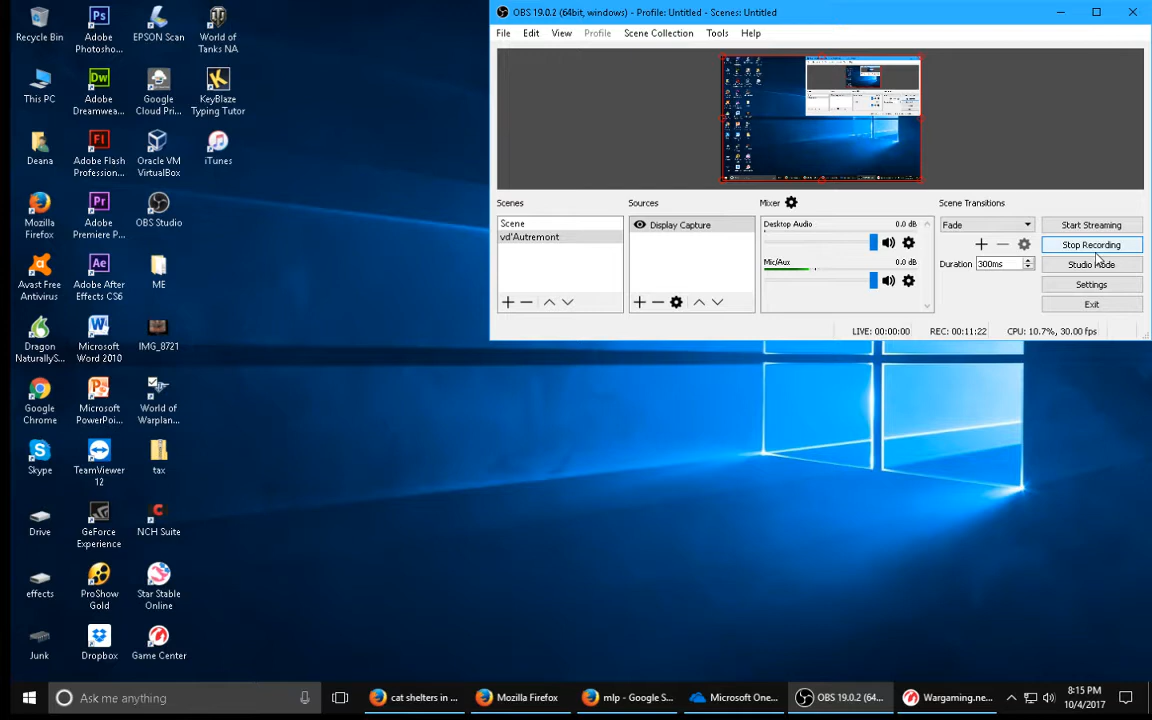 Recycle Bin
Adobe
Photosho...
EPSON Scan
World of
Tanks NA
This PC
Adobe
Dreamwea...
Google
Cloud Pri...
KeyBlaze
Typing Tutor
Deana
Adobe Flash
Profession...
Oracle VM
VirtualBox
iTunes
Mozilla
Firefox
Adobe
Premiere P...
OBS Studio
Avast Free
Antivirus
Adobe After
Effects CS6
ME
Dragon
NaturallyS...
Microsoft
Word 2010
IMG_8721
Google
Chrome
Microsoft
PowerPoi...
World of
Warplan...
Skype
TeamViewer
12
tax
Drive
GeForce
Experience
NCH Suite
effects
ProShow
Gold
Star Stable
Online
Junk
Dropbox
Game Center
OBS 19.0.2 (64bit, windows) - Profile: Untitled - Scenes: Untitled
File Edit View Profile Scene Collection Tools Help
Scenes
Sources
Mixer
Scene Transitions
Scene
vd'Autremont
Display Capture
Desktop Audio 0.0 dB
Mic/Aux 0.0 dB
Fade
Duration 300ms
Start Streaming
Stop Recording
Studio Mode
Settings
Exit
LIVE: 00:00:00 REC: 00:11:22 CPU: 10.7%, 30.00 fps
Ask me anything
cat shelters in ...
Mozilla Firefox
mlp - Google S...
Microsoft One...
OBS 19.0.2 (64...
Wargaming.ne...
8:15 PM
10/4/2017